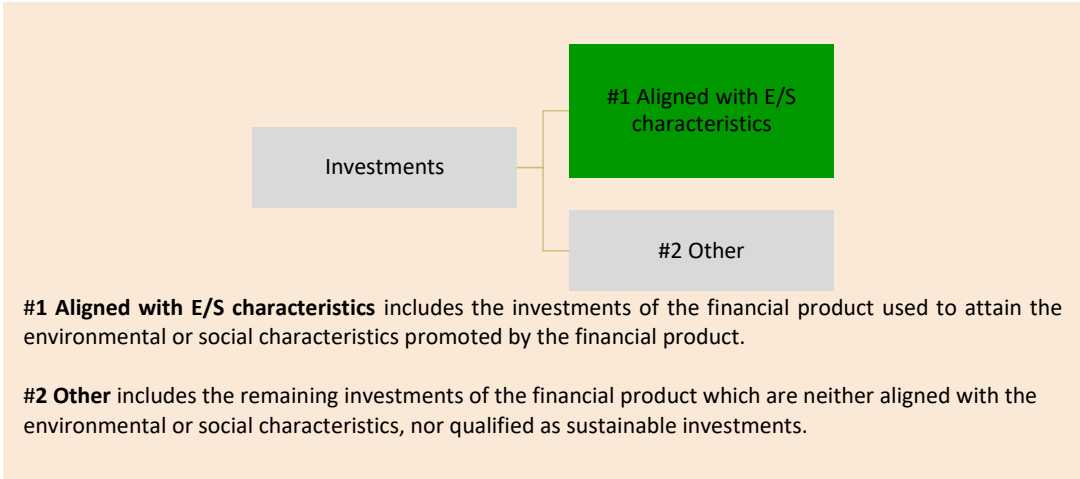 #1 Aligned with E/S
characteristics
Investments
#2 Other
#1 Aligned with E/S characteristics includes the investments of the financial product used to attain the
environmental or social characteristics promoted by the financial product.
#2 Other includes the remaining investments of the financial product which are neither aligned with the
environmental or social characteristics, nor qualified as sustainable investments.